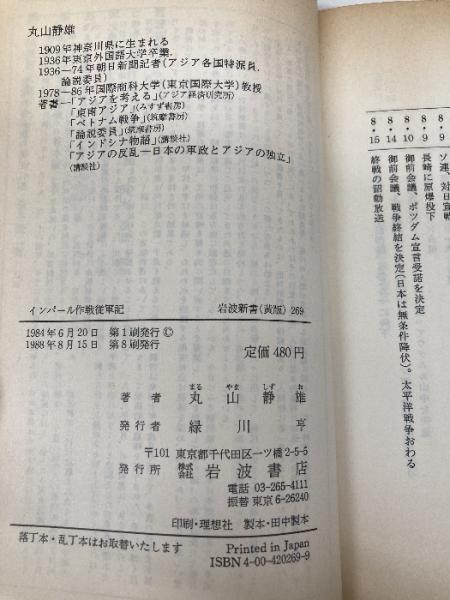 丸山静雄
1909年神奈川県に生まれる
1936年東京外国語大学卒業.
1936—74年朝日新聞記者(アジア各国特派員,
論説委員)
1978—86年国際商科大学(東京国際大学)教授
著書—「アジアを考える」(アジア経済研究所)
「東南アジア」(みすず書房)
「ベトナム戦争」(筑摩書房)
「論説委員」(筑摩書房)
「インドシナ物語」(講談社)
「アジアの反乱—日本の軍政とアジアの独立」
(講談社)
インパール作戦従軍記
岩波新書(黄版) 269
1984年6月20日 第1刷発行 ©
1988年8月15日 第8刷発行
定価 480円
まる やま しず お
著者 丸山静雄
発行者 緑川 亨
〒101 東京都千代田区一ツ橋2-5-5
発行所 株式会社 岩波書店
電話 03-265-4111
振替 東京6-26240
印刷・理想社 製本・田中製本
落丁本・乱丁本はお取替いたします
Printed in Japan
ISBN4-00-420269-9
8・9 ソ連、対日宣戦
8・9 長崎に原爆投下
8・10 御前会議、ポツダム宣言受諾を決定
8・14 御前会議、戦争終結を決定(日本は無条件降伏)。太平洋戦争おわる
8・15 終戦の詔勅放送